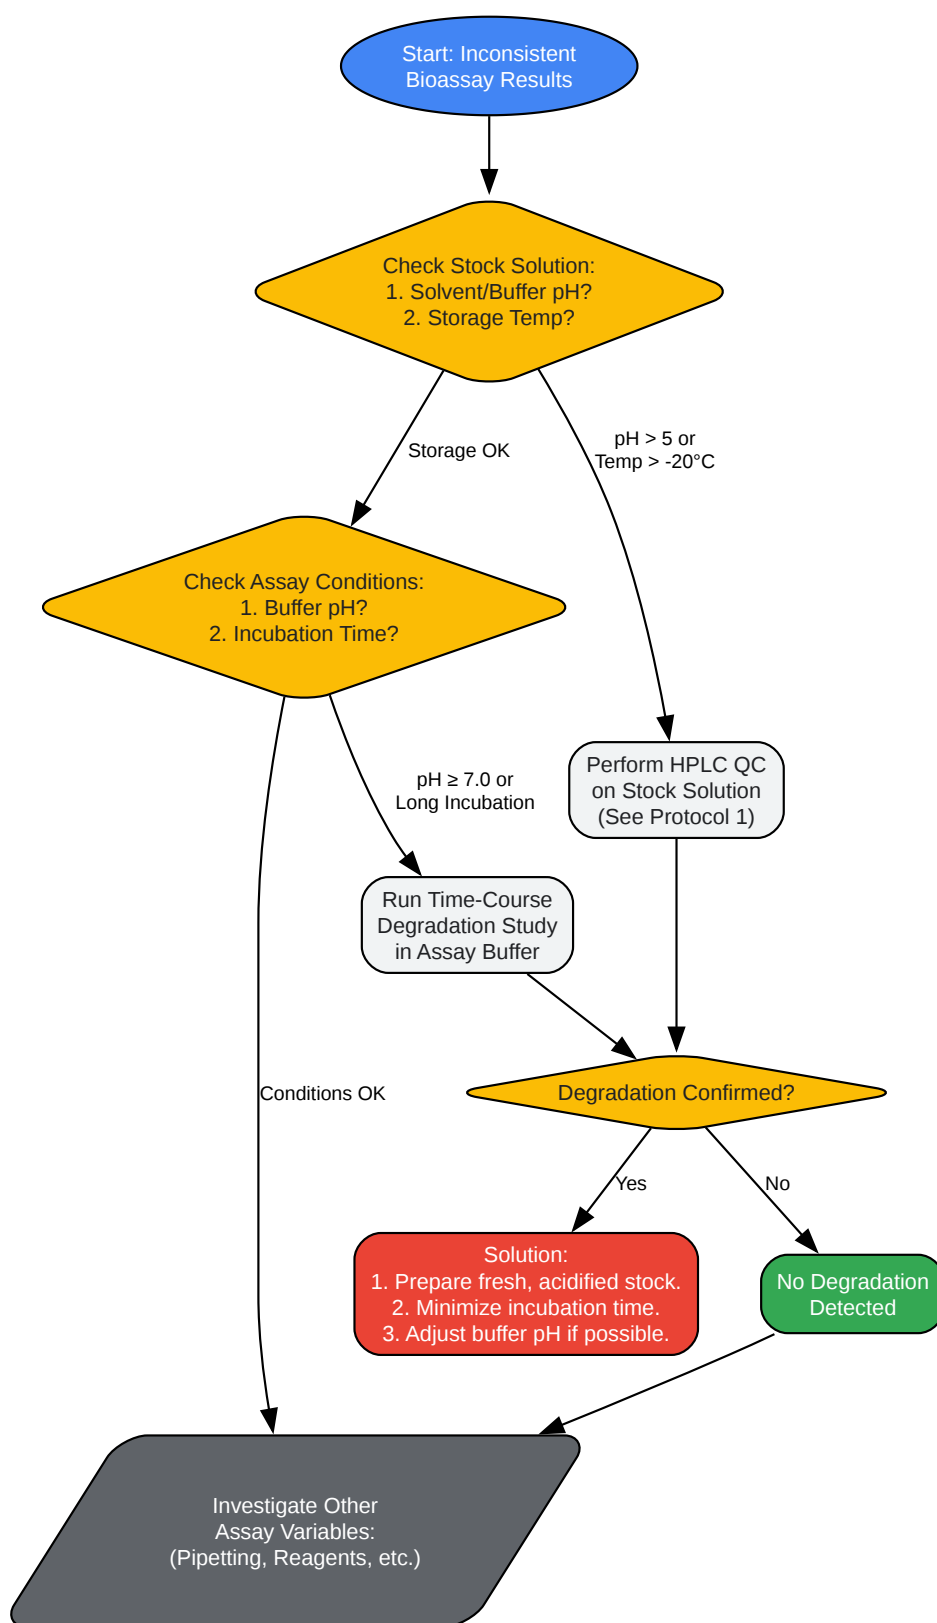 Start: Inconsistent
Bioassay Results
Check Stock Solution:
1. Solvent/Buffer pH?
2. Storage Temp?
Storage OK
pH > 5 or
Temp > -20°C
Check Assay Conditions:
1. Buffer pH?
2. Incubation Time?
Perform HPLC QC
on Stock Solution
(See Protocol 1)
pH ≥ 7.0 or
Long Incubation
Run Time-Course
Degradation Study
in Assay Buffer
Conditions OK
Degradation Confirmed?
Yes
No
Solution:
1. Prepare fresh, acidified stock.
2. Minimize incubation time.
3. Adjust buffer pH if possible.
No Degradation
Detected
Investigate Other
Assay Variables:
(Pipetting, Reagents, etc.)